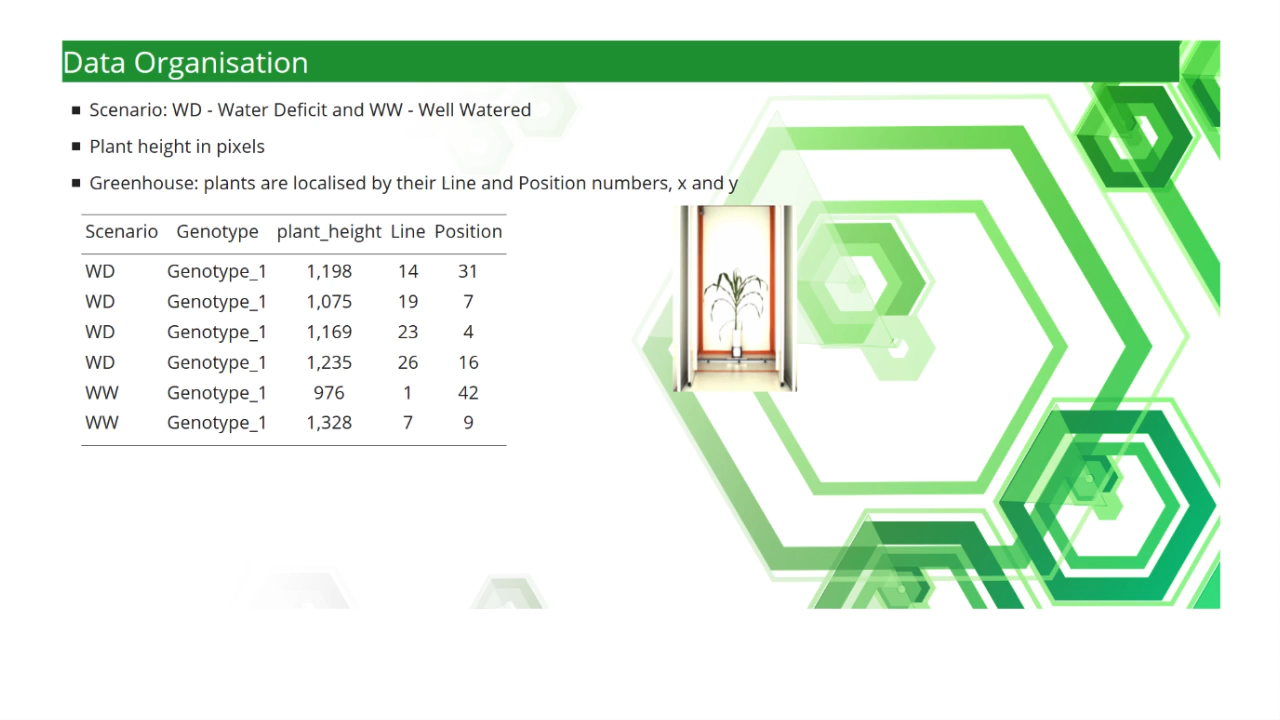 Data Organisation
Scenario: WD - Water Deficit and WW - Well Watered
Plant height in pixels
Greenhouse: plants are localised by their Line and Position numbers, x and y
Scenario Genotype plant_height Line Position
WD Genotype_1 1,198 14 31
WD Genotype_1 1,075 19 7
WD Genotype_1 1,169 23 4
WD Genotype_1 1,235 26 16
WW Genotype_1 976 1 42
WW Genotype_1 1,328 7 9